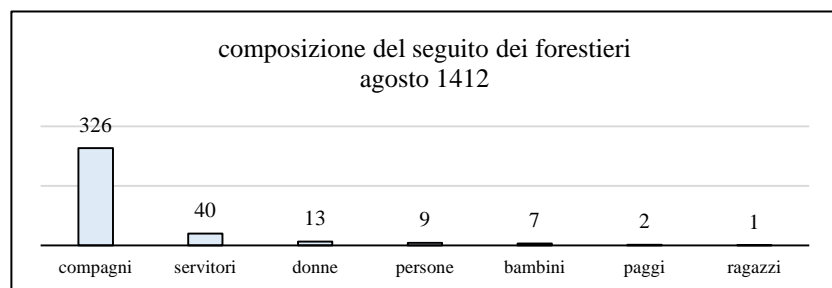 composizione del seguito dei forestieri
agosto 1412
326
40
13
9
7
2
1
compagni
servitori
donne
persone
bambini
paggi
ragazzi